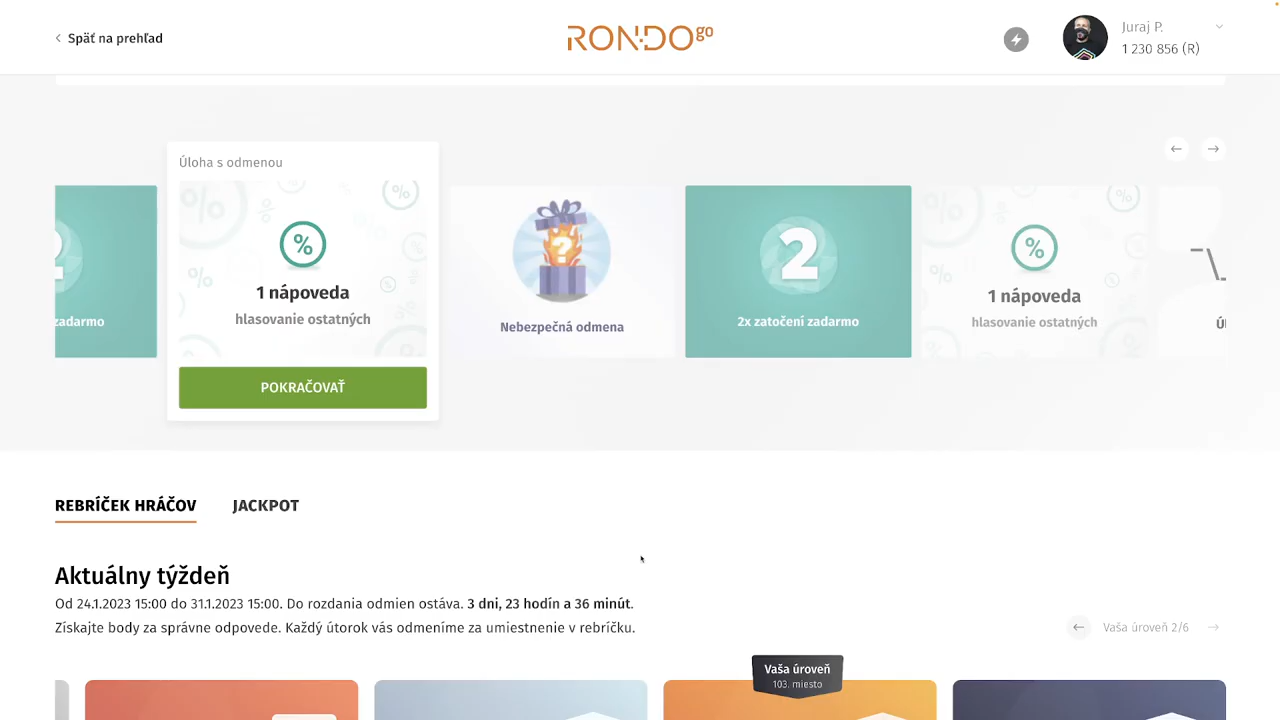 Späť na prehľad
RONDO go
Juraj P.
1 230 856 (R)
Úloha s odmenou
%
1 nápoveda
hlasovanie ostatných
POKRAČOVAŤ
2
zadarmo
?
Nebezpečná odmena
2
2x zatočení zadarmo
%
1 nápoveda
hlasovanie ostatných
REBRÍČEK HRÁČOV
JACKPOT
Aktuálny týždeň
Od 24.1.2023 15:00 do 31.1.2023 15:00. Do rozdania odmien ostáva. 3 dni, 23 hodín a 36 minút.
Získajte body za správne odpovede. Každý útorok vás odmeníme za umiestnenie v rebríčku.
Vaša úroveň 2/6
Vaša úroveň
103. miesto